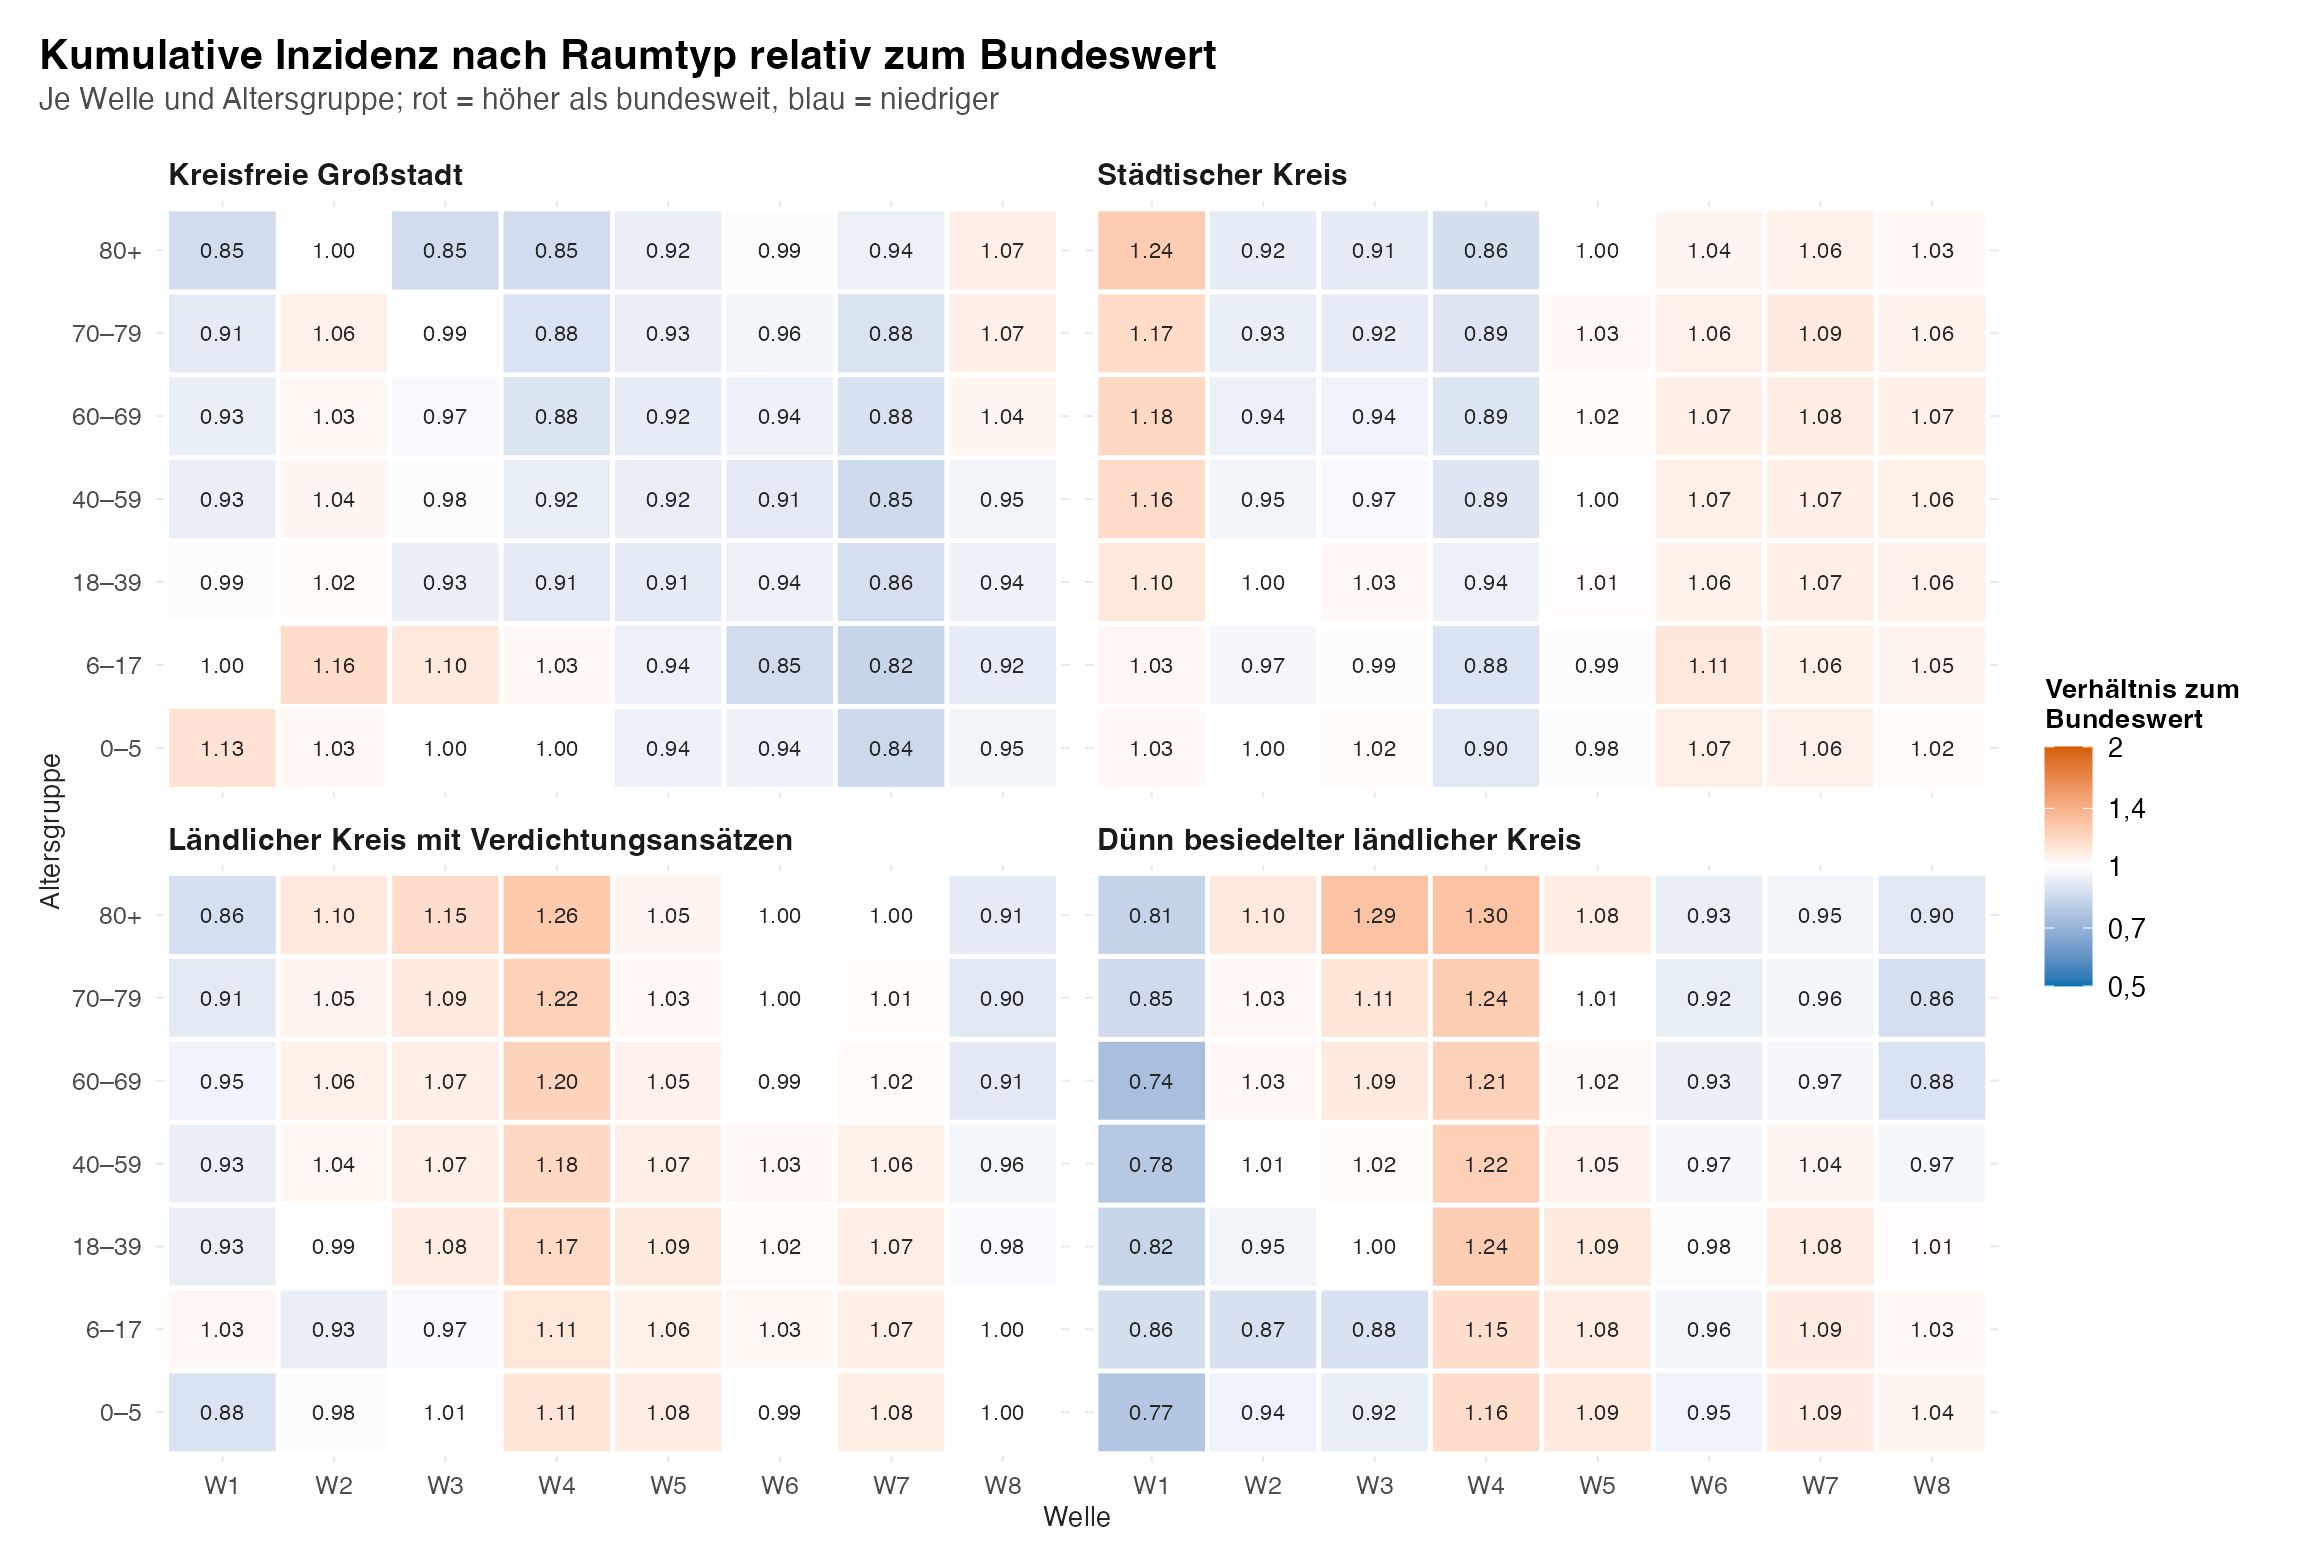 Kumulative Inzidenz nach Raumtyp relativ zum Bundeswert
Je Welle und Altersgruppe; rot = höher als bundesweit, blau = niedriger
Kreisfreie Großstadt
80+ 0.85 1.00 0.85 0.85 0.92 0.99 0.94 1.07
70–79 0.91 1.06 0.99 0.88 0.93 0.96 0.88 1.07
60–69 0.93 1.03 0.97 0.88 0.92 0.94 0.88 1.04
40–59 0.93 1.04 0.98 0.92 0.92 0.91 0.85 0.95
18–39 0.99 1.02 0.93 0.91 0.91 0.94 0.86 0.94
6–17 1.00 1.16 1.10 1.03 0.94 0.85 0.82 0.92
0–5 1.13 1.03 1.00 1.00 0.94 0.94 0.84 0.95
Städtischer Kreis
1.24 0.92 0.91 0.86 1.00 1.04 1.06 1.03
1.17 0.93 0.92 0.89 1.03 1.06 1.09 1.06
1.18 0.94 0.94 0.89 1.02 1.07 1.08 1.07
1.16 0.95 0.97 0.89 1.00 1.07 1.07 1.06
1.10 1.00 1.03 0.94 1.01 1.06 1.07 1.06
1.03 0.97 0.99 0.88 0.99 1.11 1.06 1.05
1.03 1.00 1.02 0.90 0.98 1.07 1.06 1.02
Altersgruppe
Ländlicher Kreis mit Verdichtungsansätzen
80+ 0.86 1.10 1.15 1.26 1.05 1.00 1.00 0.91
70–79 0.91 1.05 1.09 1.22 1.03 1.00 1.01 0.90
60–69 0.95 1.06 1.07 1.20 1.05 0.99 1.02 0.91
40–59 0.93 1.04 1.07 1.18 1.07 1.03 1.06 0.96
18–39 0.93 0.99 1.08 1.17 1.09 1.02 1.07 0.98
6–17 1.03 0.93 0.97 1.11 1.06 1.03 1.07 1.00
0–5 0.88 0.98 1.01 1.11 1.08 0.99 1.08 1.00
W1 W2 W3 W4 W5 W6 W7 W8
Dünn besiedelter ländlicher Kreis
0.81 1.10 1.29 1.30 1.08 0.93 0.95 0.90
0.85 1.03 1.11 1.24 1.01 0.92 0.96 0.86
0.74 1.03 1.09 1.21 1.02 0.93 0.97 0.88
0.78 1.01 1.02 1.22 1.05 0.97 1.04 0.97
0.82 0.95 1.00 1.24 1.09 0.98 1.08 1.01
0.86 0.87 0.88 1.15 1.08 0.96 1.09 1.03
0.77 0.94 0.92 1.16 1.09 0.95 1.09 1.04
W1 W2 W3 W4 W5 W6 W7 W8
Welle
Verhältnis zum
Bundeswert
2
1,4
1
0,7
0,5